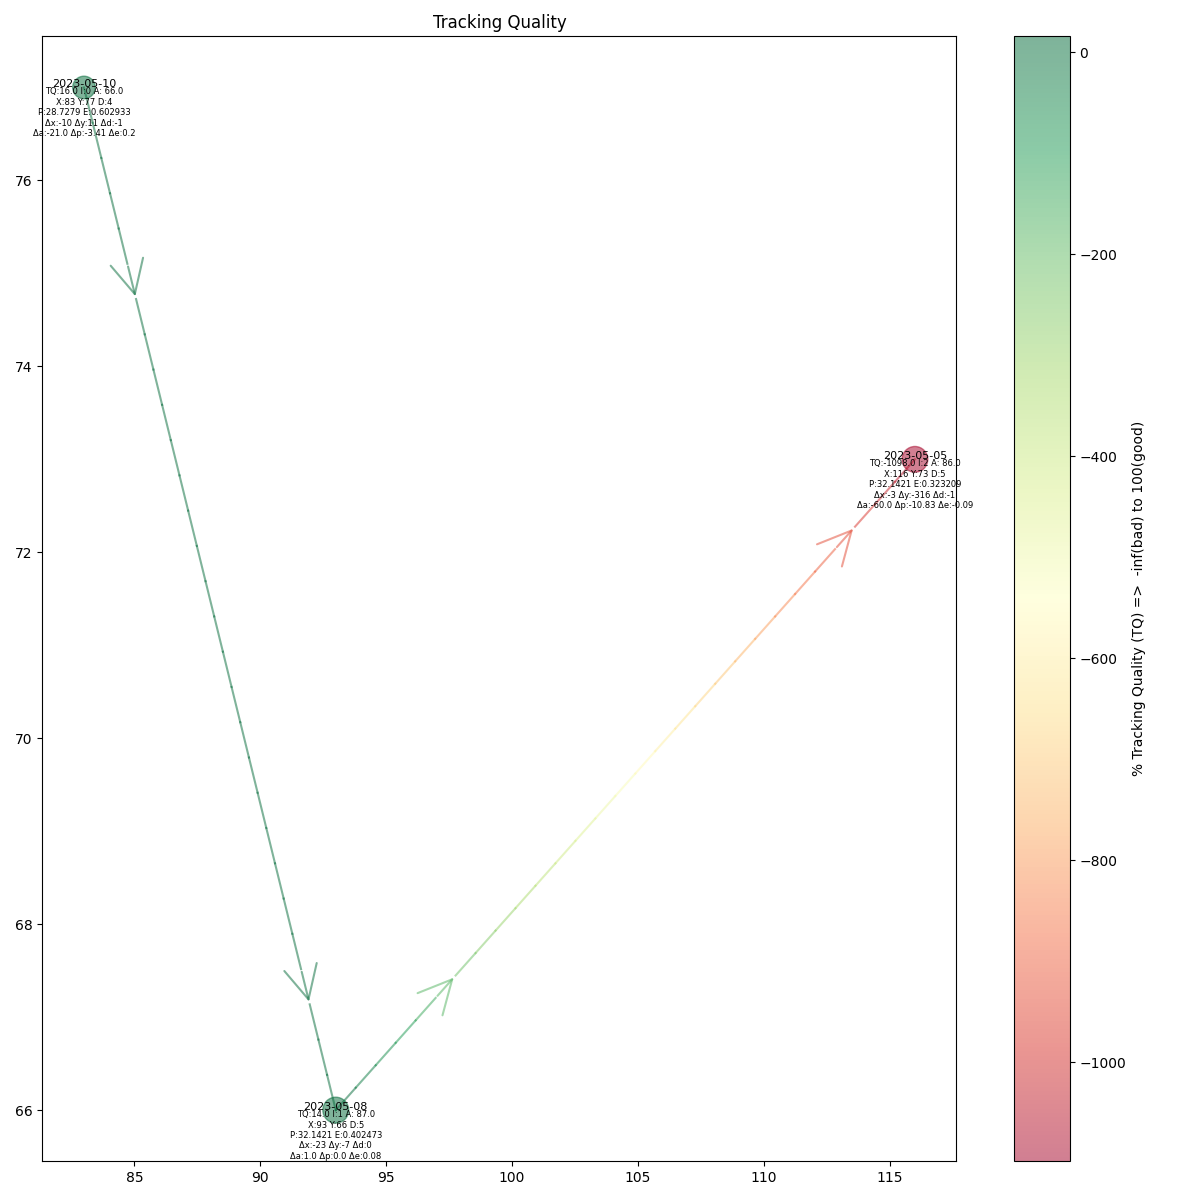 Tracking Quality
2023-05-10
TQ:16.0 I:0 A: 66.0
X:83 Y:77 D:4
P:28.7279 E:0.602933
Δx:-10 Δy:11 Δd:-1
Δa:-21.0 Δp:-3.41 Δe:0.2
2023-05-05
TQ:-1098.0 I:2 A: 86.0
X:116 Y:73 D:5
P:32.1421 E:0.323209
Δx:-3 Δy:-316 Δd:-1
Δa:-60.0 Δp:-10.83 Δe:-0.09
2023-05-08
TQ:14.0 I:1 A: 87.0
X:93 Y:66 D:5
P:32.1421 E:0.402473
Δx:-23 Δy:-7 Δd:0
Δa:1.0 Δp:0.0 Δe:0.08
76
74
72
70
68
66
85
90
95
100
105
110
115
0
−200
−400
−600
−800
−1000
% Tracking Quality (TQ) => -inf(bad) to 100(good)